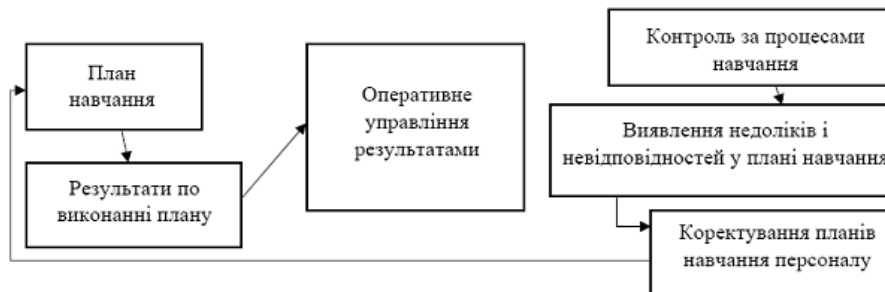 План
навчання
Результати по
виконанні плану
Оперативне
управління
результатами
Контроль за процесами
навчання
Виявлення недоліків і
невідповідностей у плані навчання
Коректування планів
навчання персоналу